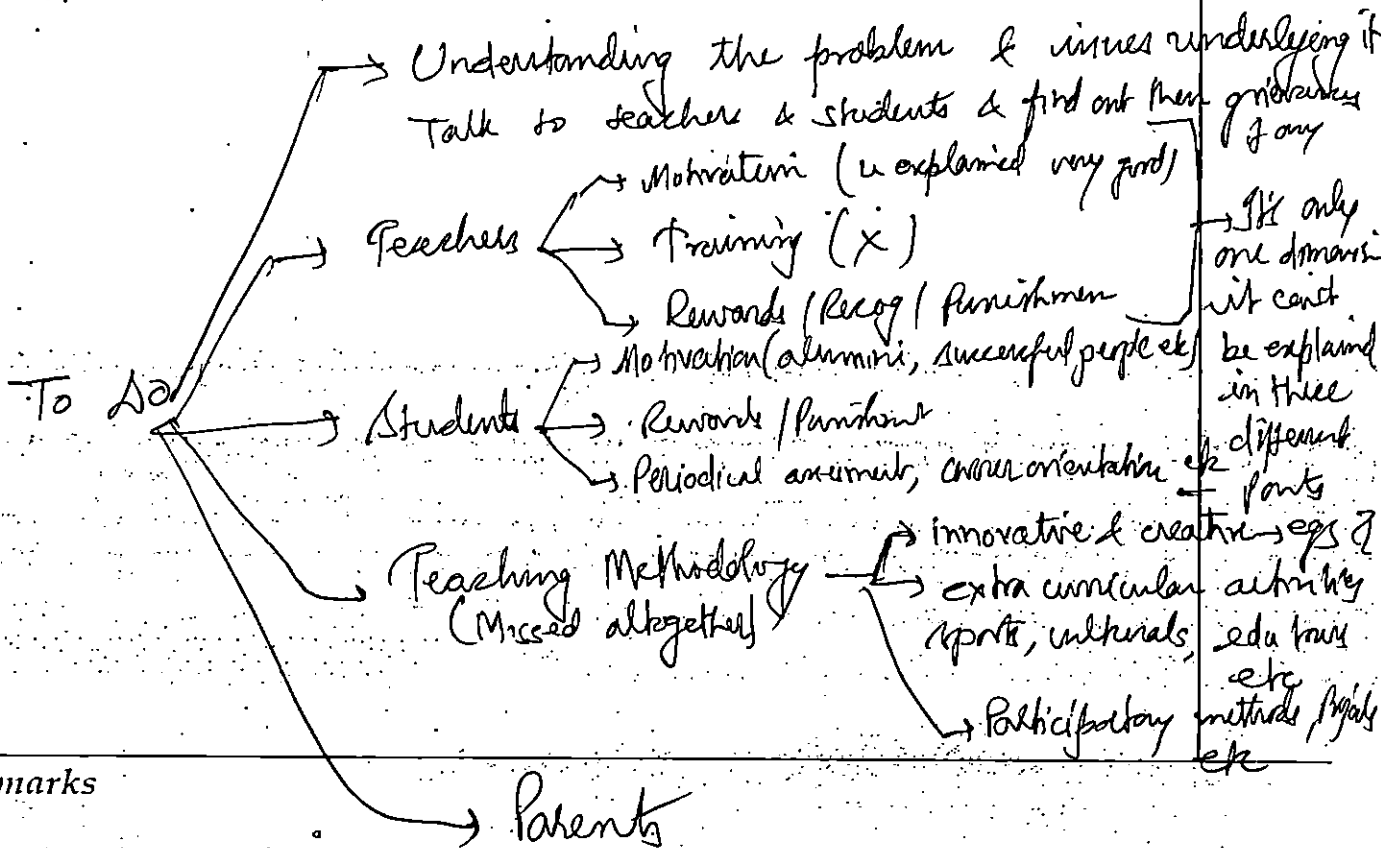 Understanding the problem & issues underlying it
Talk to teachers & students & find out their grievances
if any
Motivation (u explained very good)
Teachers
Training (x)
Rewards / Recog / Punishmen
→ It's only
one dimension
it can't
be explained
in three
different
points
To Do
Motivation (alumini, successful people etc)
Students
Rewards / Punishment
Periodical assessment, career orientation etc
Teaching Methodology
(Missed altogether)
innovative & creative → egs
extra curricular activities
sports, culturals, edu tours
etc
Participatory methods,
etc
marks
Parents